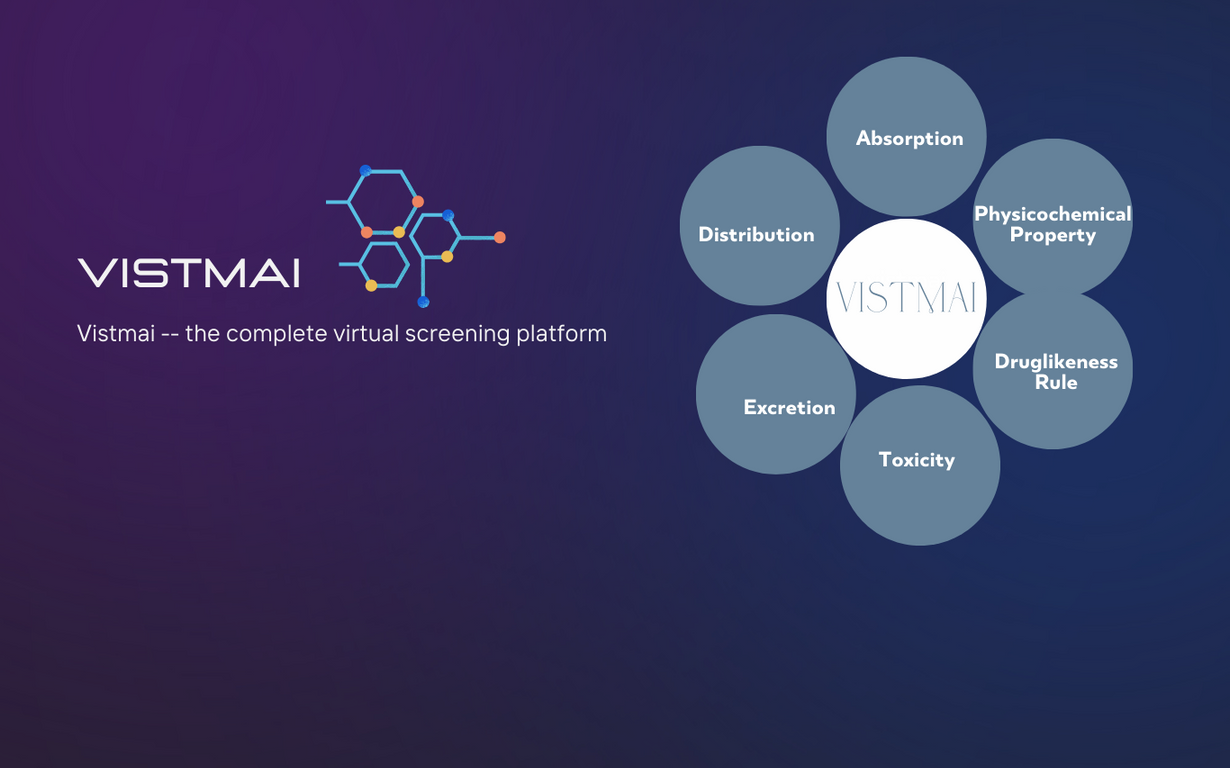 VISTMAI
Vistmai -- the complete virtual screening platform
Absorption
Physicochemical
Property
Distribution
VISTMAI
Druglikeness
Rule
Excretion
Toxicity